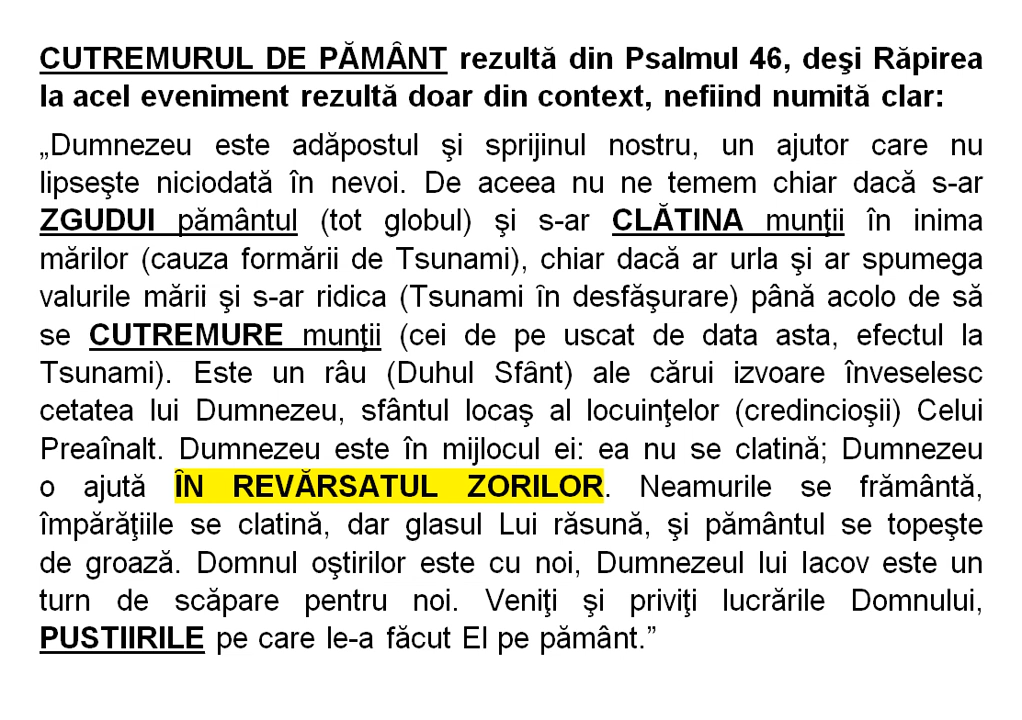 CUTREMURUL DE PĂMÂNT rezultă din Psalmul 46, deşi Răpirea
la acel eveniment rezultă doar din context, nefiind numită clar:
„Dumnezeu este adăpostul şi sprijinul nostru, un ajutor care nu
lipseşte niciodată în nevoi. De aceea nu ne temem chiar dacă s-ar
ZGUDUI pământul (tot globul) şi s-ar CLĂTINA munţii în inima
mărilor (cauza formării de Tsunami), chiar dacă ar urla şi ar spumega
valurile mării şi s-ar ridica (Tsunami în desfăşurare) până acolo de să
se CUTREMURE munţii (cei de pe uscat de data asta, efectul la
Tsunami). Este un râu (Duhul Sfânt) ale cărui izvoare înveselesc
cetatea lui Dumnezeu, sfântul locaş al locuinţelor (credincioşii) Celui
Preaînalt. Dumnezeu este în mijlocul ei: ea nu se clatină; Dumnezeu
o ajută ÎN REVĂRSATUL ZORILOR. Neamurile se frământă,
împărăţiile se clatină, dar glasul Lui răsună, şi pământul se topeşte
de groază. Domnul oştirilor este cu noi, Dumnezeul lui Iacov este un
turn de scăpare pentru noi. Veniţi şi priviţi lucrările Domnului,
PUSTIIRILE pe care le-a făcut El pe pământ.”